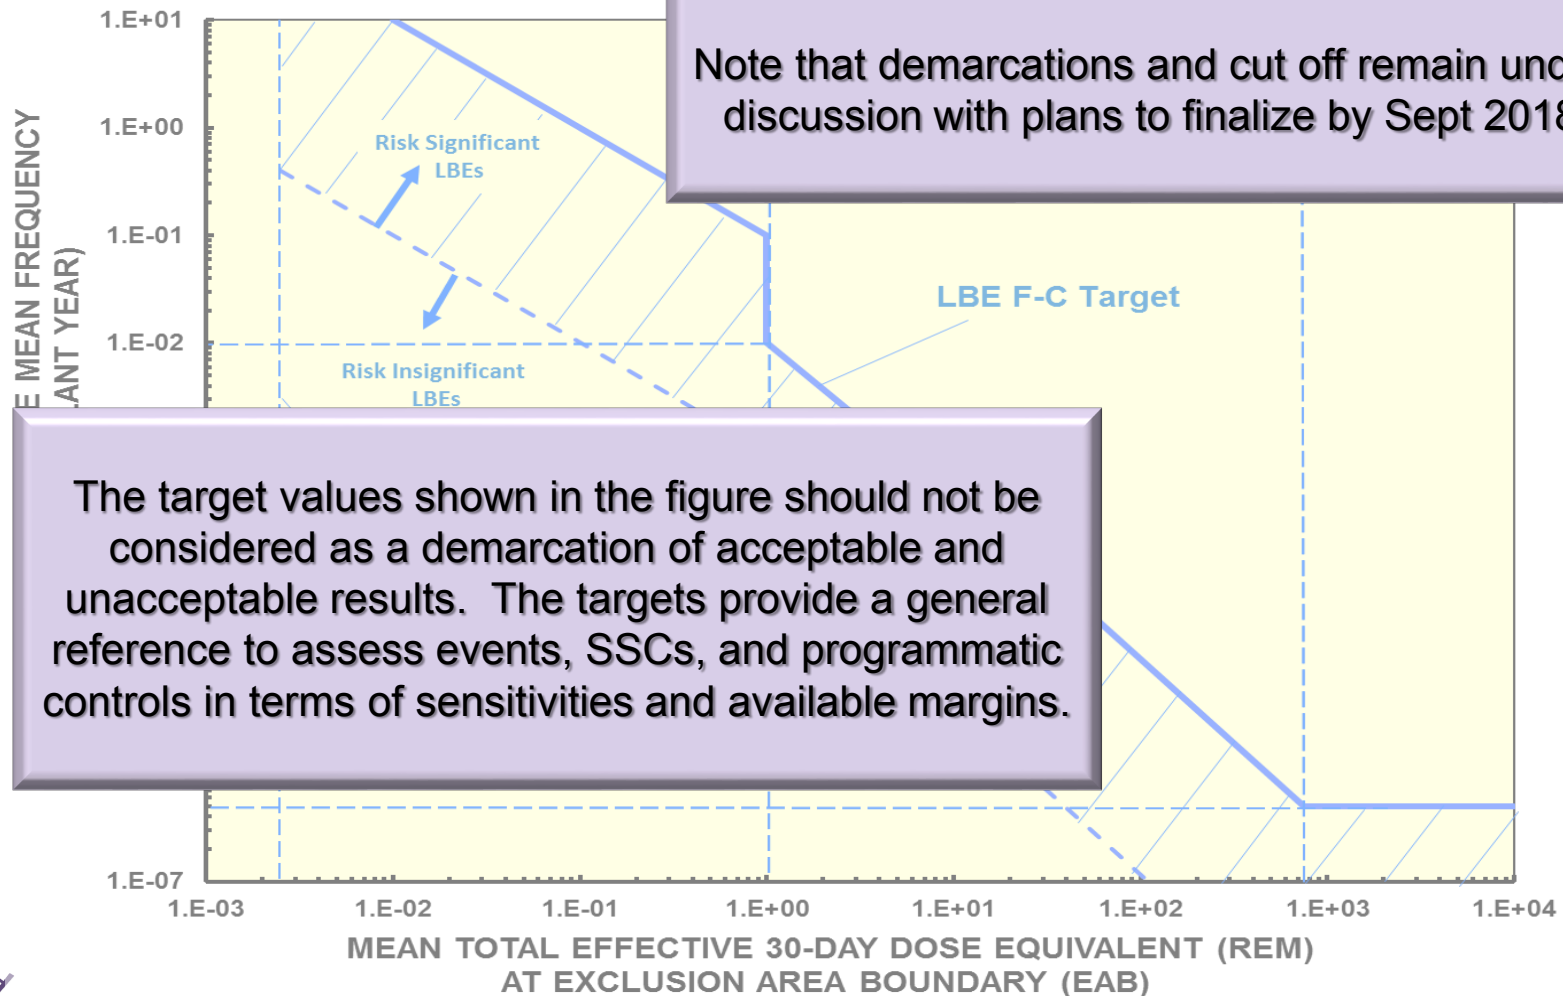 1.E+01
Note that demarcations and cut off remain
discussion with plans to finalize by Sept 2018
1.E+00
Risk Significant
LBEs
1.E-01
LBE F-C Target
1.E-02
Risk Insignificant
LBEs
MEAN FREQUENCY
YEAR)
The target values shown in the figure should not be
considered as a demarcation of acceptable and
unacceptable results. The targets provide a general
reference to assess events, SSCs, and programmatic
controls in terms of sensitivities and available margins.
1.E-07
1.E-03 1.E-02 1.E-01 1.E+00 1.E+01 1.E+02 1.E+03 1.E+04
MEAN TOTAL EFFECTIVE 30-DAY DOSE EQUIVALENT (REM)
AT EXCLUSION AREA BOUNDARY (EAB)